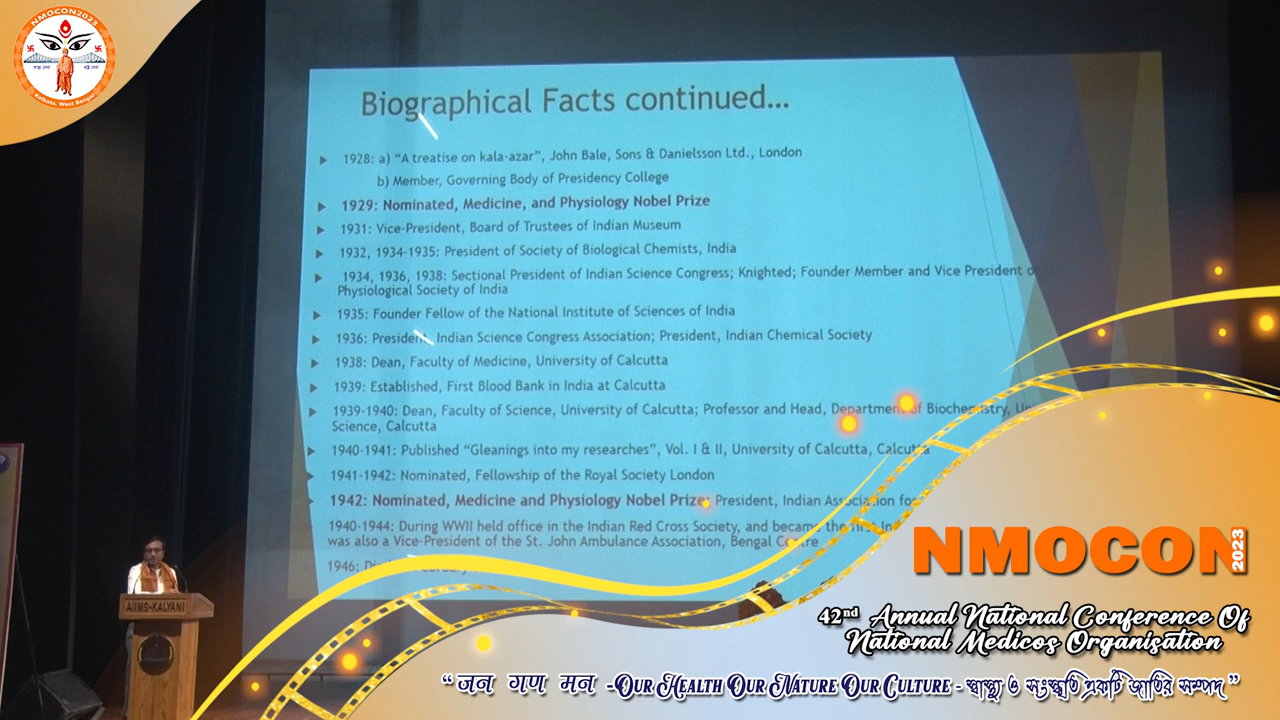 NMOCON2023
Kolkata, West Bengal
Biographical Facts continued...
1928: a) “A treatise on kala-azar”, John Bale, Sons & Danielsson Ltd., London
b) Member, Governing Body of Presidency College
1929: Nominated, Medicine, and Physiology Nobel Prize
1931: Vice-President, Board of Trustees of Indian Museum
1932, 1934-1935: President of Society of Biological Chemists, India
1934, 1936, 1938: Sectional President of Indian Science Congress; Knighted; Founder Member and Vice President
Physiological Society of India
1935: Founder Fellow of the National Institute of Sciences of India
1936: President, Indian Science Congress Association; President, Indian Chemical Society
1938: Dean, Faculty of Medicine, University of Calcutta
1939: Established, First Blood Bank in India at Calcutta
1939-1940: Dean, Faculty of Science, University of Calcutta; Professor and Head, Department of Biochemistry,
Science, Calcutta
1940-1941: Published “Gleanings into my researches”, Vol. I & II, University of Calcutta, Calcutta
1941-1942: Nominated, Fellowship of the Royal Society London
1942: Nominated, Medicine and Physiology Nobel Prize; President, Indian Association for
1940-1944: During WWII held office in the Indian Red Cross Society, and became the first
was also a Vice-President of the St. John Ambulance Association, Bengal Centre
1946:
AIIMS-KALYANI
NMOCON 2023
42nd Annual National Conference Of
National Medicos Organisation
“ जन गण मन -Our Health Our Nature Our Culture - স্বাস্থ্য ও সংস্কৃতি একটি জাতির সম্পদ ”